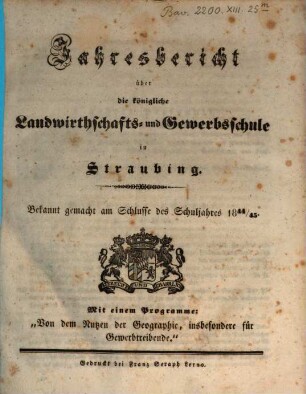 Bav. 2200. XIII 25 m
Jahresbericht
über
die königliche
Landwirthschafts- und Gewerbsschule
in
Straubing.
Bekannt gemacht am Schlusse des Schuljahres 1844/45.
Mit einem Programme:
„Von dem Nutzen der Geographie, insbesondere für
Gewerbtreibende.“
Gedruckt bei Franz Seraph Lerno.